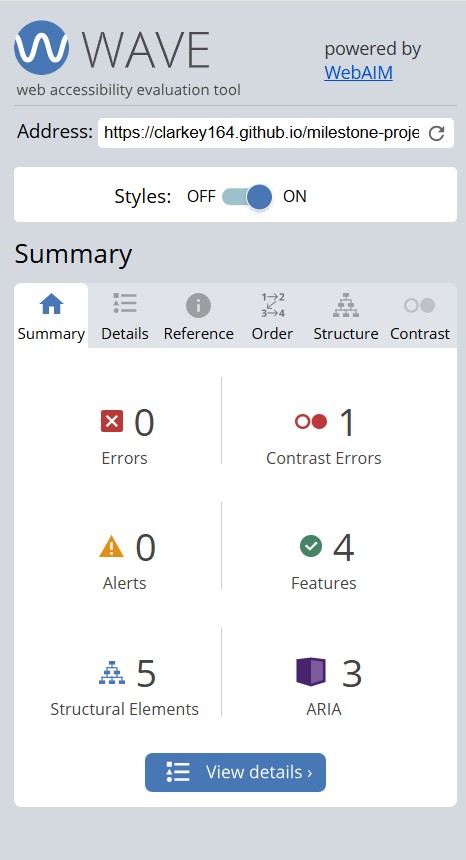 WAVE
web accessibility evaluation tool
powered by
WebAIM
Address: https://clarkey164.github.io/milestone-proje
Styles: OFF ON
Summary
1→2
3→4
Summary Details Reference Order Structure Contrast
0
Errors
1
Contrast Errors
0
Alerts
4
Features
5
Structural Elements
3
ARIA
View details ›